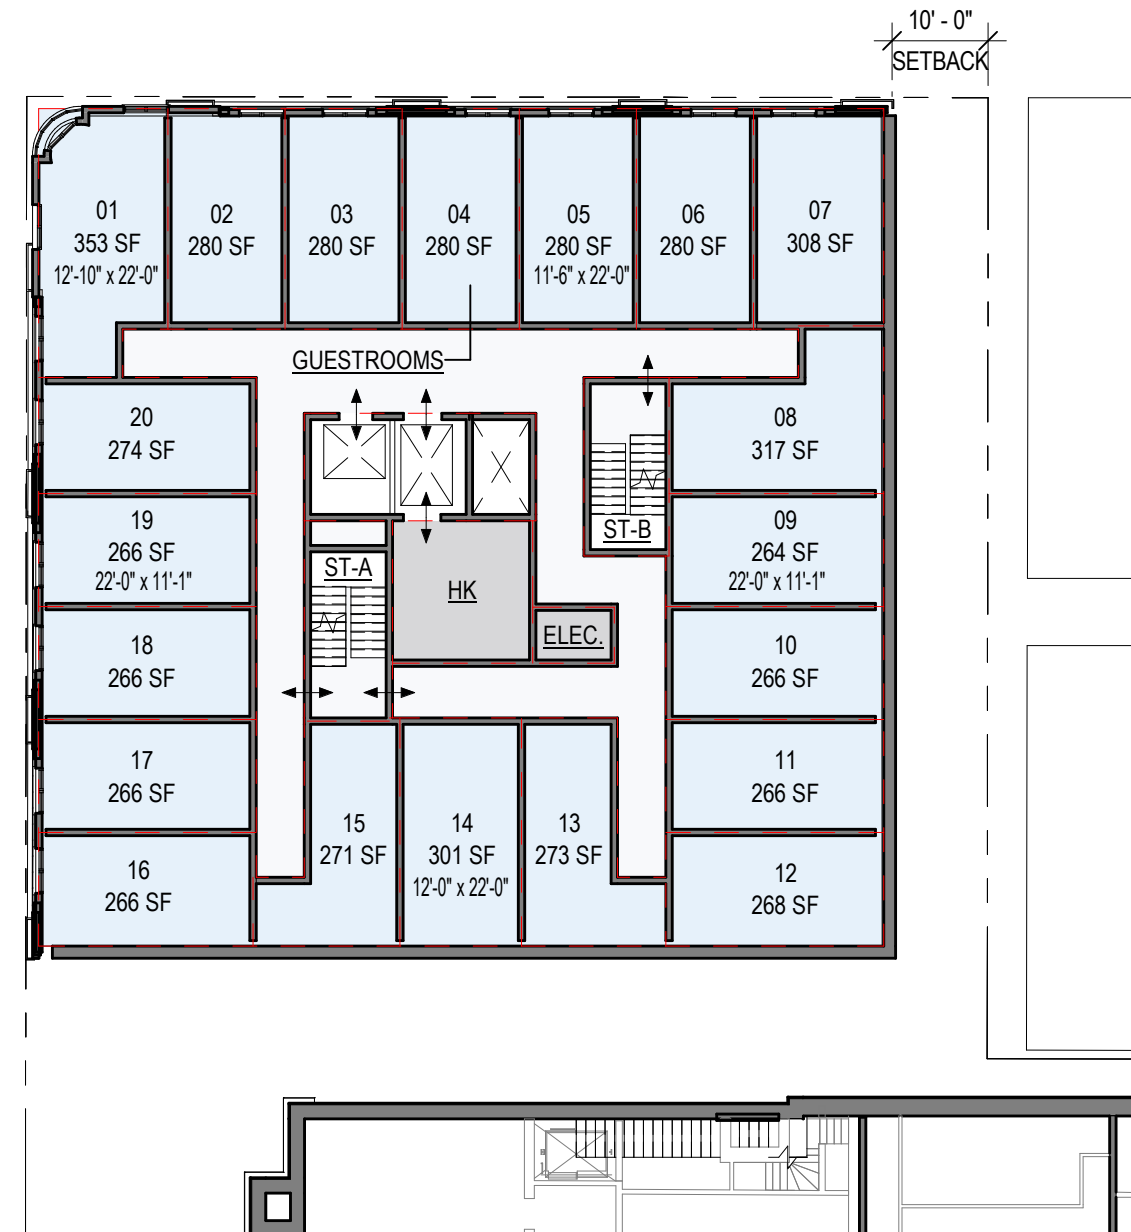 10' - 0"
SETBACK
01
353 SF
12'-10" x 22'-0"
02
280 SF
03
280 SF
04
280 SF
05
280 SF
11'-6" x 22'-0"
06
280 SF
07
308 SF
GUESTROOMS
20
274 SF
08
317 SF
19
266 SF
22'-0" x 11'-1"
ST-A
HK
ST-B
ELEC.
09
264 SF
22'-0" x 11'-1"
18
266 SF
10
266 SF
17
266 SF
11
266 SF
16
266 SF
15
271 SF
14
301 SF
12'-0" x 22'-0"
13
273 SF
12
268 SF